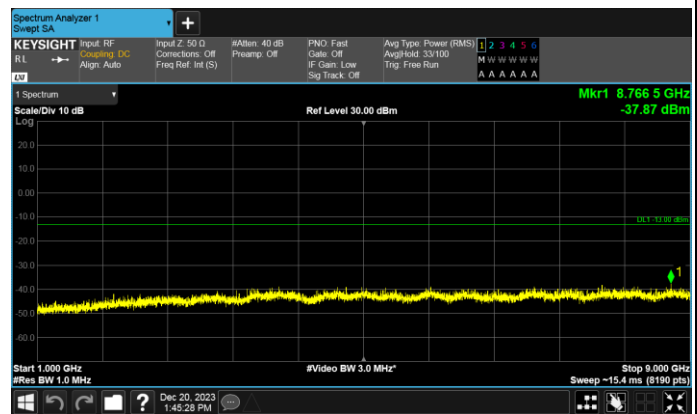 Spectrum Analyzer 1
Swept SA
+
KEYSIGHT
RL
LXI
Input: RF
Coupling: DC
Align: Auto
Input Z: 50 Ω
Corrections: Off
Freq Ref: Int (S)
#Atten: 40 dB
Preamp: Off
PNO: Fast
Gate: Off
IF Gain: Low
Sig Track: Off
Avg Type: Power (RMS)
Avg|Hold: 33/100
Trig: Free Run
1 2 3 4 5 6
M W W W W W
A A A A A A
1 Spectrum
Scale/Div 10 dB
Log
Ref Level 30.00 dBm
Mkr1 8.766 5 GHz
-37.87 dBm
20.0
10.0
0.00
-10.0
DL1 -13.00 dBm
-20.0
-30.0
1
-40.0
-50.0
-60.0
Start 1.000 GHz
#Video BW 3.0 MHz*
Stop 9.000 GHz
#Res BW 1.0 MHz
Sweep ~15.4 ms (8190 pts)
?
Dec 20, 2023
1:45:28 PM